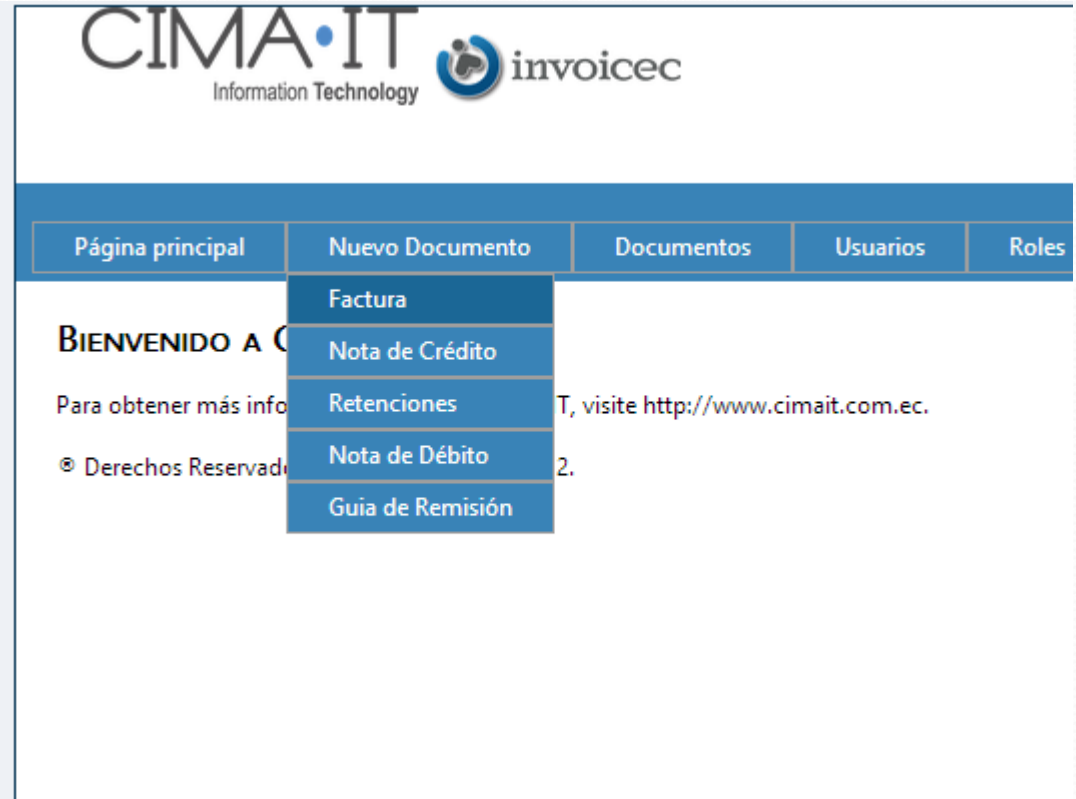 CIMA•IT
Information Technology
invoicec
Página principal Nuevo Documento Documentos Usuarios Roles
Factura
BIENVENIDO A
Nota de Crédito
Para obtener más info Retenciones T, visite http://www.cimait.com.ec.
® Derechos Reservad Nota de Débito 2.
Guia de Remisión